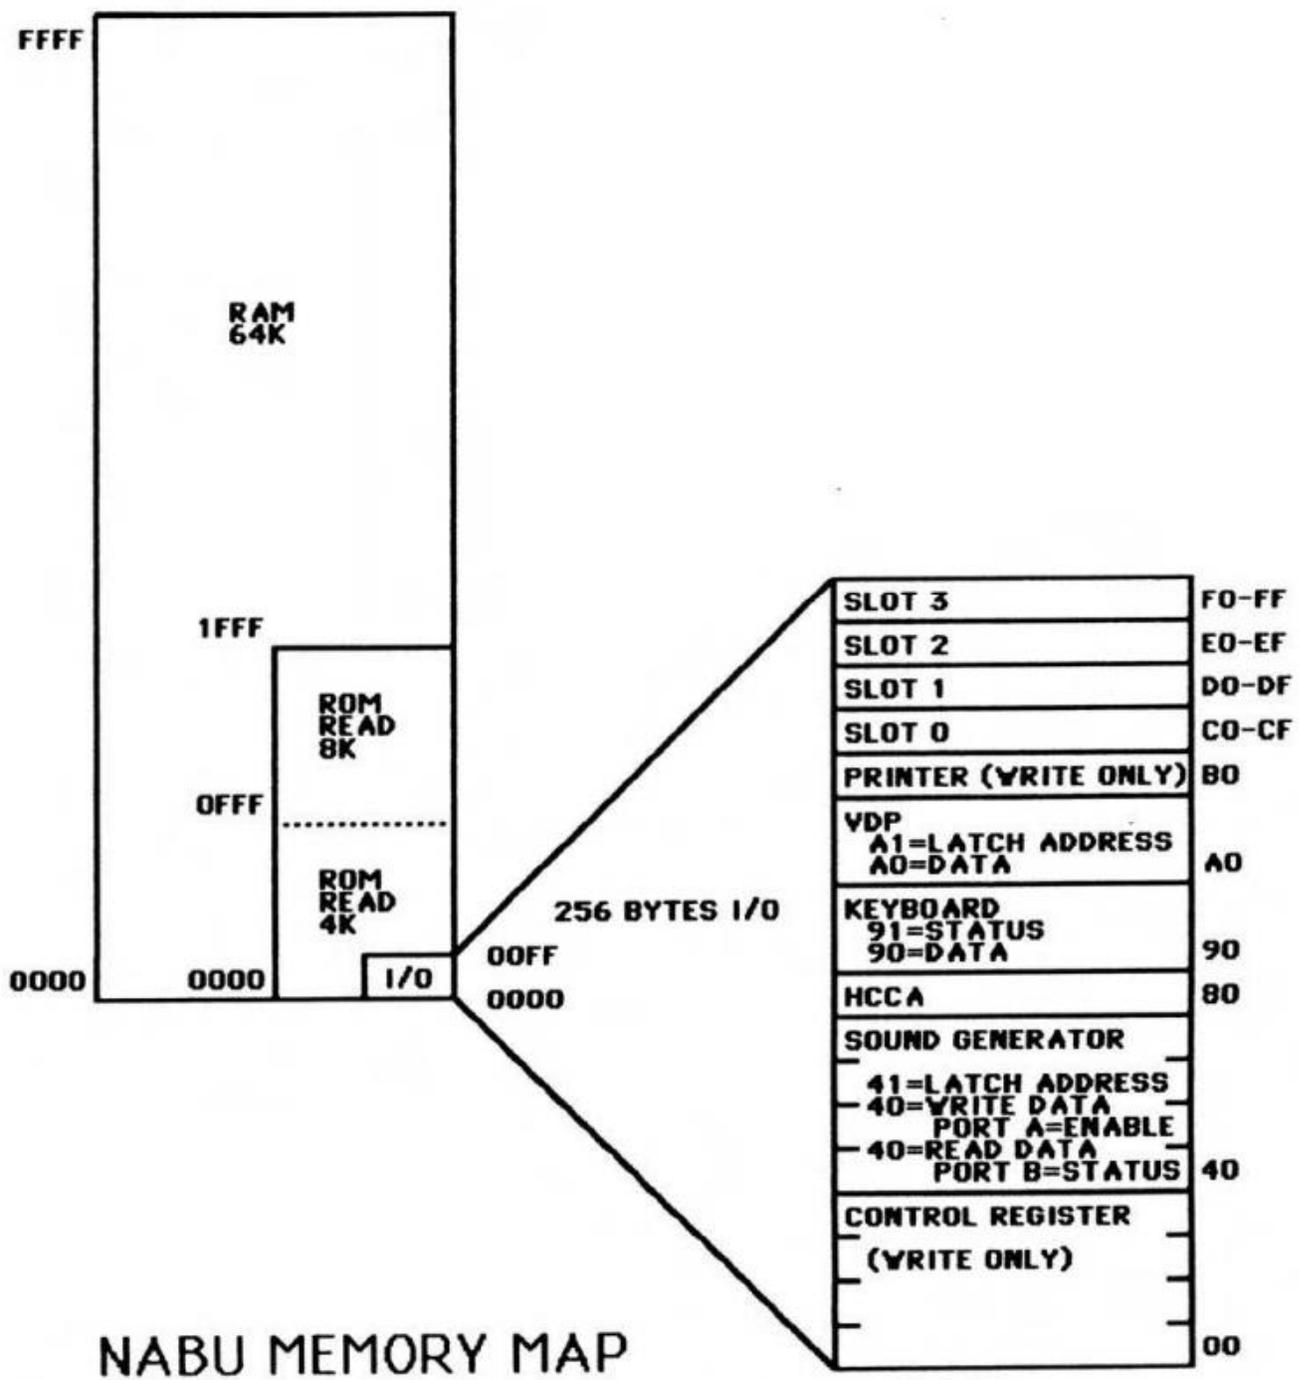 FFFF
RAM
64K
1FFF
ROM
READ
8K
0FFF
ROM
READ
4K
0000
0000
I/O
00FF
0000
256 BYTES I/O
SLOT 3 F0-FF
SLOT 2 E0-EF
SLOT 1 D0-DF
SLOT 0 C0-CF
PRINTER (WRITE ONLY) B0
VDP
A1=LATCH ADDRESS
A0=DATA A0
KEYBOARD
91=STATUS
90=DATA 90
HCCA 80
SOUND GENERATOR
41=LATCH ADDRESS
40=WRITE DATA
PORT A=ENABLE
40=READ DATA
PORT B=STATUS 40
CONTROL REGISTER
(WRITE ONLY)
00
NABU MEMORY MAP